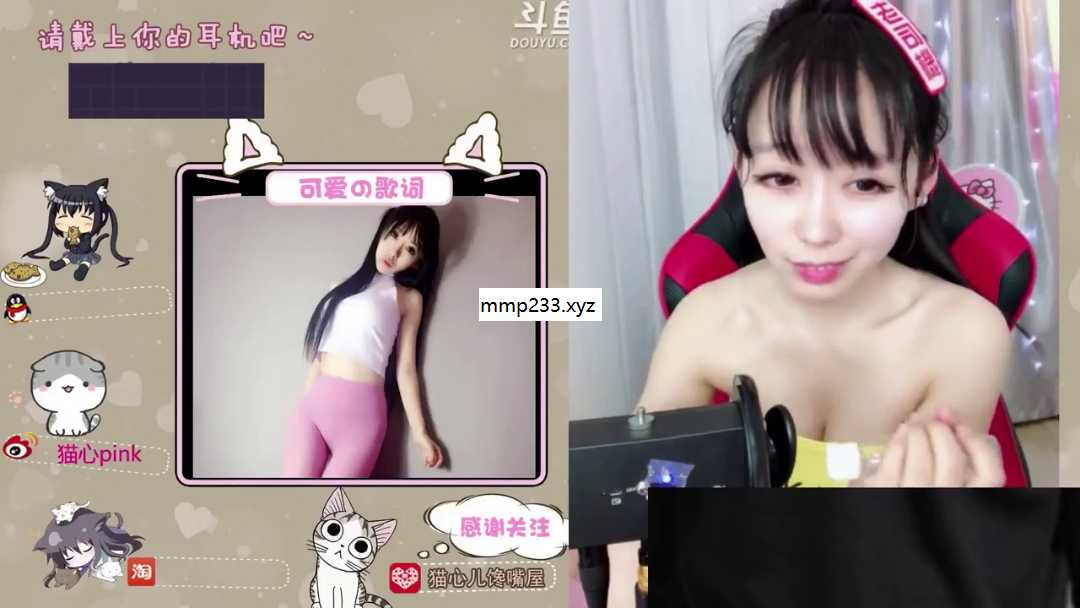 请戴上你的耳机吧~
斗鱼
DOUYU.C
可爱の歌词
mmp233.xyz
猫心pink
感谢关注
淘
猫心儿馋嘴屋